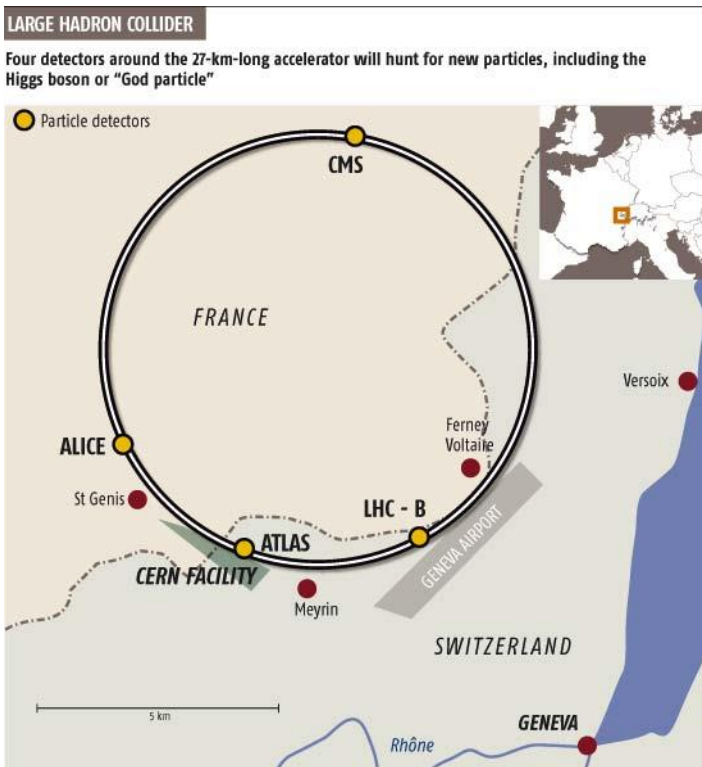 LARGE HADRON COLLIDER
Four detectors around the 27-km-long accelerator will hunt for new particles, including the
Higgs boson or “God particle”
Particle detectors
CMS
FRANCE
Versoix
Ferney
Voltaire
ALICE
St Genis
LHC - B
ATLAS
GENEVA AIRPORT
CERN FACILITY
Meyrin
SWITZERLAND
5 km
GENEVA
Rhône